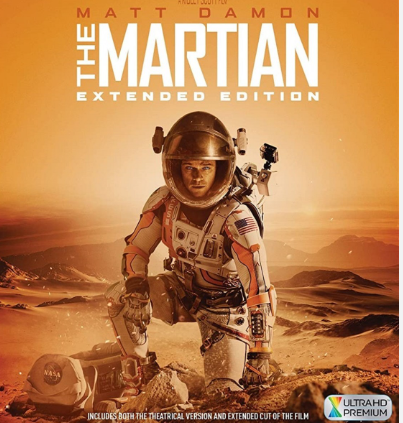 MATT DAMON
THE MARTIAN
EXTENDED EDITION
NASA
INCLUDES BOTH THE THEATRICAL VERSION AND EXTENDED CUT OF THE FILM
ULTRA HD
PREMIUM